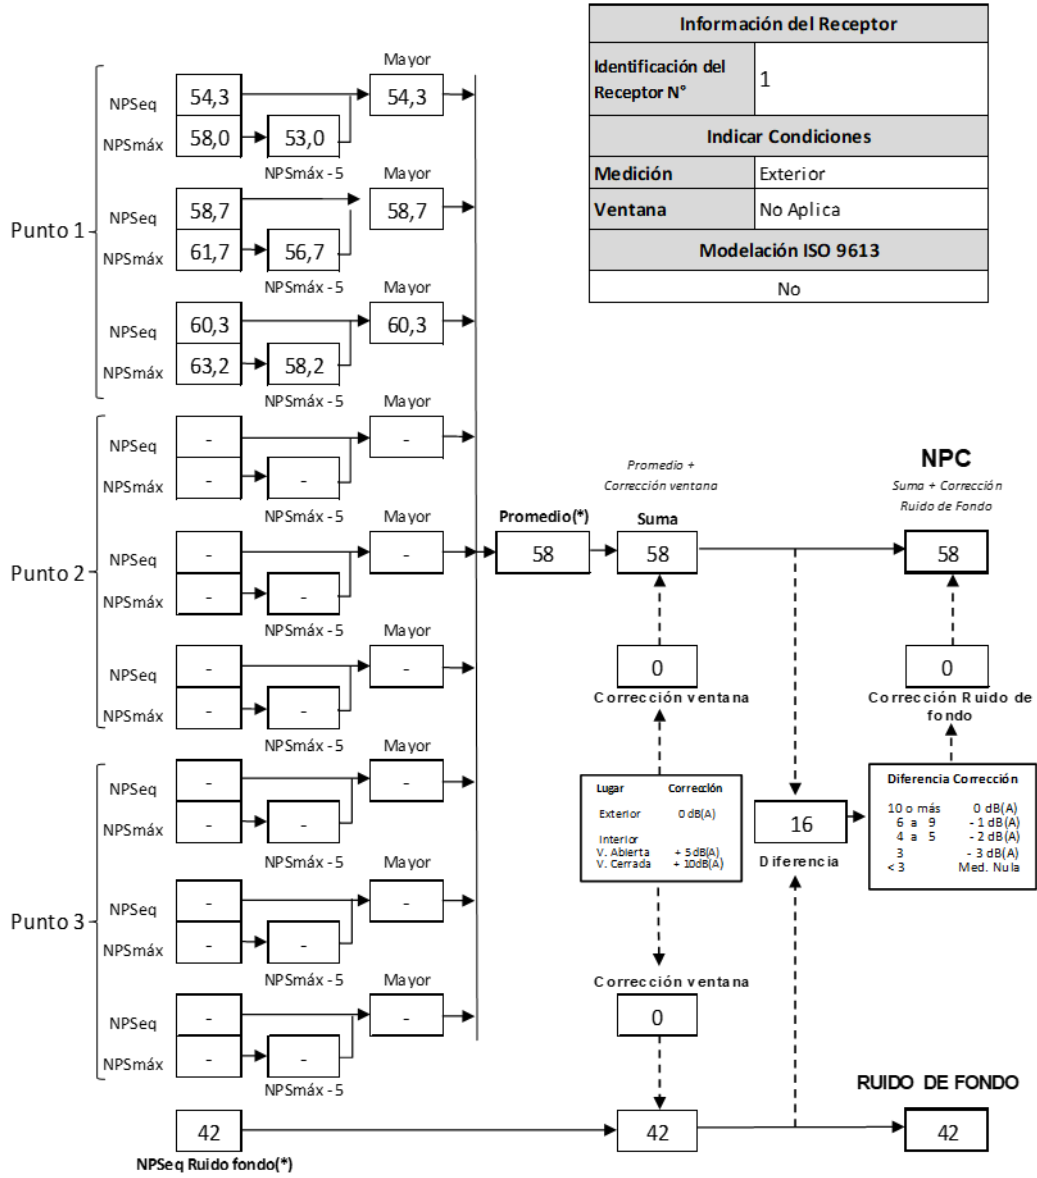 Información del Receptor
Identificación del Receptor N°
1
Indicar Condiciones
Medición
Exterior
Ventana
No Aplica
Modelación ISO 9613
No
Punto 1
Mayor
NPSeq
54,3
54,3
NPSmáx
58,0
53,0
NPSmáx - 5
Mayor
NPSeq
58,7
58,7
NPSmáx
61,7
56,7
NPSmáx - 5
Mayor
NPSeq
60,3
60,3
NPSmáx
63,2
58,2
NPSmáx - 5
Punto 2
Mayor
NPSeq
-
-
NPSmáx
-
-
NPSmáx - 5
Mayor
NPSeq
-
-
NPSmáx
-
-
NPSmáx - 5
Mayor
NPSeq
-
-
NPSmáx
-
-
NPSmáx - 5
Punto 3
Mayor
NPSeq
-
-
NPSmáx
-
-
NPSmáx - 5
Mayor
NPSeq
-
-
NPSmáx
-
-
NPSmáx - 5
Mayor
NPSeq
-
-
NPSmáx
-
-
NPSmáx - 5
42
NPSeq Ruido fondo(*)
Promedio(*)
58
Promedio +
Corrección ventana
Suma
58
0
Corrección ventana
Lugar Corrección
Exterior 0 dB(A)
Interior
V. Abierta + 5dB(A)
V. Cerrada + 10dB(A)
Corrección ventana
0
42
16
Diferencia
NPC
Suma + Corrección
Ruido de Fondo
58
0
Corrección Ruido de
fondo
Diferencia Corrección
10 o más 0 dB(A)
6 a 9 - 1 dB(A)
4 a 5 - 2 dB(A)
3 - 3 dB(A)
< 3 Med. Nula
RUIDO DE FONDO
42